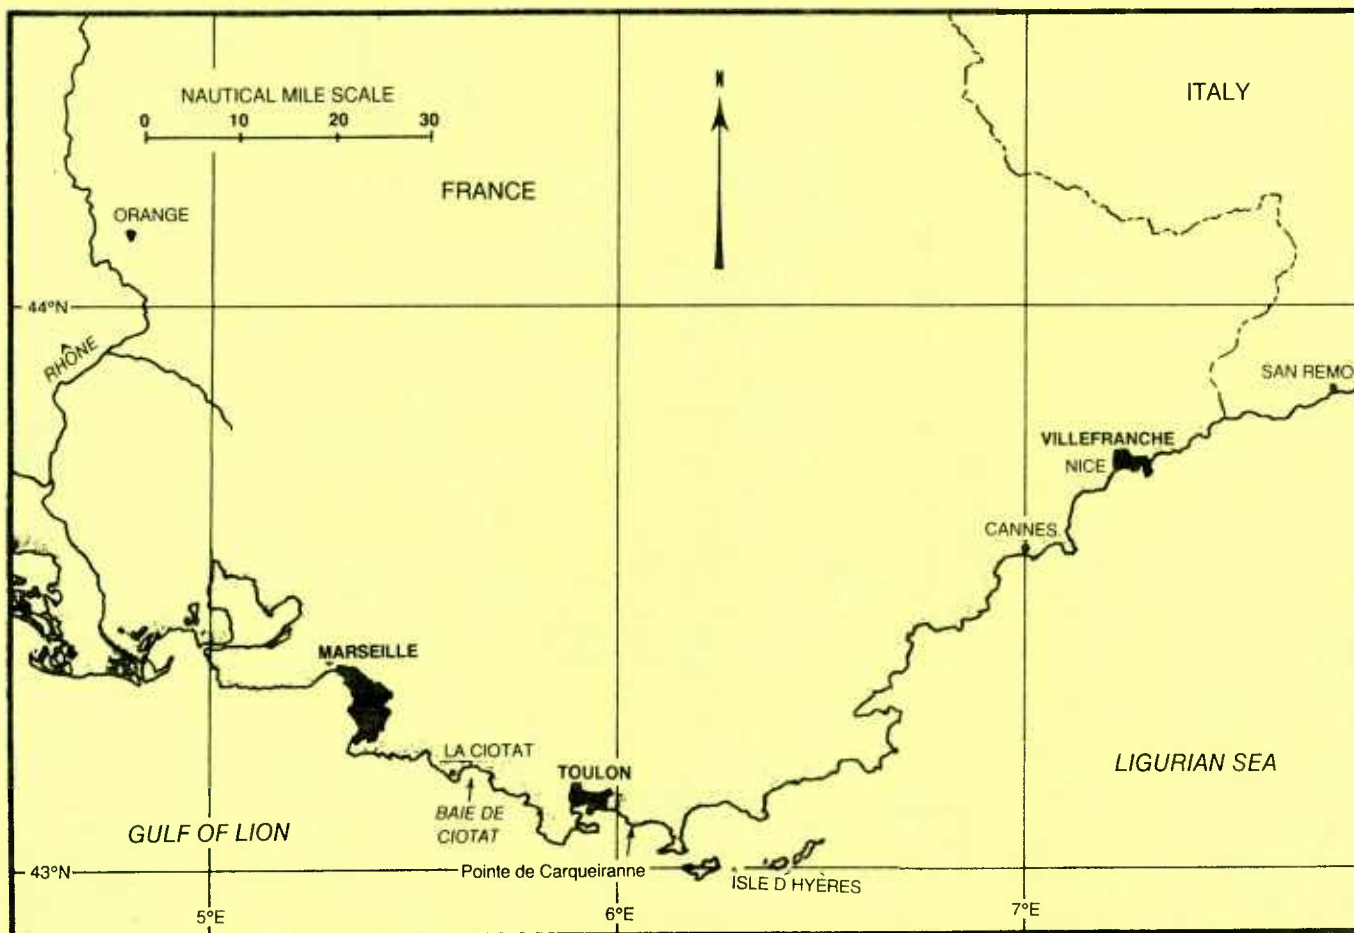 NAUTICAL MILE SCALE
0 10 20 30
N
ITALY
FRANCE
ORANGE
44°N
RHÔNE
SAN REMO
VILLEFRANCHE
NICE
CANNES
MARSEILLE
LA CIOTAT
TOULON
LIGURIAN SEA
BAIE DE
CIOTAT
GULF OF LION
Pointe de Carqueiranne
43°N
ISLE D HYÈRES
5°E
6°E
7°E